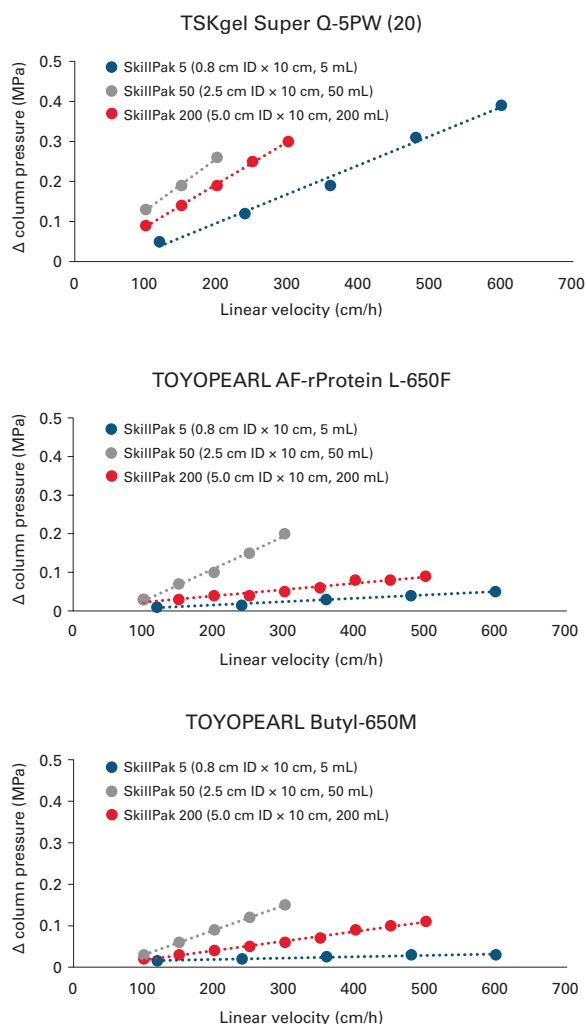 TSKgel Super Q-5PW (20)
Δ column pressure (MPa)
0.5
0.4
0.3
0.2
0.1
0
SkillPak 5 (0.8 cm ID × 10 cm, 5 mL)
SkillPak 50 (2.5 cm ID × 10 cm, 50 mL)
SkillPak 200 (5.0 cm ID × 10 cm, 200 mL)
0 100 200 300 400 500 600 700
Linear velocity (cm/h)
TOYOPEARL AF-rProtein L-650F
Δ column pressure (MPa)
0.5
0.4
0.3
0.2
0.1
0
SkillPak 5 (0.8 cm ID × 10 cm, 5 mL)
SkillPak 50 (2.5 cm ID × 10 cm, 50 mL)
SkillPak 200 (5.0 cm ID × 10 cm, 200 mL)
0 100 200 300 400 500 600 700
Linear velocity (cm/h)
TOYOPEARL Butyl-650M
Δ column pressure (MPa)
0.5
0.4
0.3
0.2
0.1
0
SkillPak 5 (0.8 cm ID × 10 cm, 5 mL)
SkillPak 50 (2.5 cm ID × 10 cm, 50 mL)
SkillPak 200 (5.0 cm ID × 10 cm, 200 mL)
0 100 200 300 400 500 600 700
Linear velocity (cm/h)